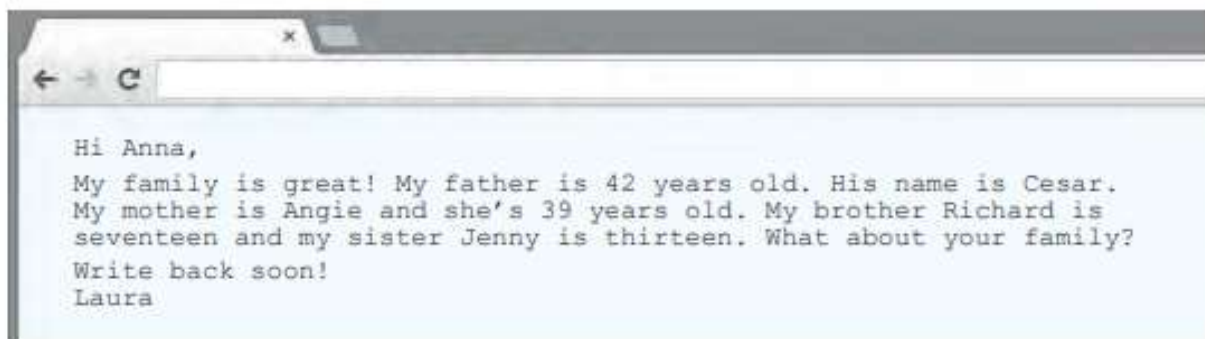 Hi Anna,
My family is great! My father is 42 years old. His name is Cesar.
My mother is Angie and she’s 39 years old. My brother Richard is
seventeen and my sister Jenny is thirteen. What about your family?
Write back soon!
Laura